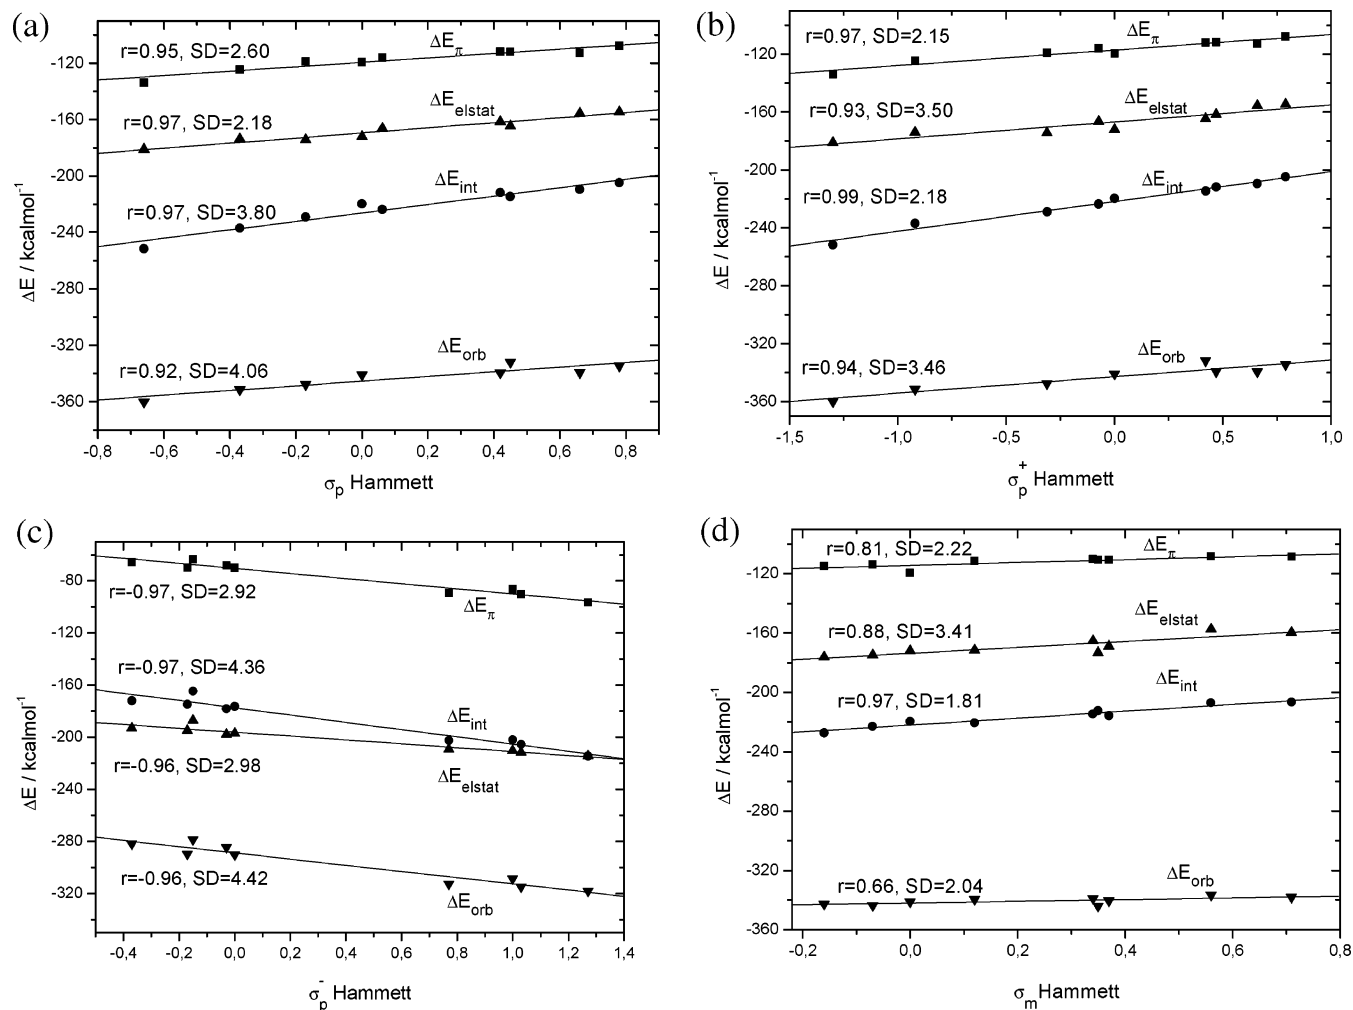 (a)
r=0.95, SD=2.60
ΔEπ
ΔEelstat
r=0.97, SD=2.18
ΔEint
r=0.97, SD=3.80
ΔEorb
r=0.92, SD=4.06
-120
-160
-200
-240
-280
-320
-360
ΔE / kcalmol-1
-0,8 -0,6 -0,4 -0,2 0,0 0,2 0,4 0,6 0,8
σp Hammett
(b)
r=0.97, SD=2.15
ΔEπ
r=0.93, SD=3.50
ΔEelstat
r=0.99, SD=2.18
ΔEint
ΔEorb
r=0.94, SD=3.46
-120
-160
-200
-240
-280
-320
-360
ΔE / kcalmol-1
-1,5 -1,0 -0,5 0,0 0,5 1,0
σp+ Hammett
(c)
r=-0.97, SD=2.92
ΔEπ
r=-0.97, SD=4.36
ΔEint
r=-0.96, SD=2.98
ΔEelstat
r=-0.96, SD=4.42
ΔEorb
-80
-120
-160
-200
-240
-280
-320
ΔE / kcalmol-1
-0,4 -0,2 0,0 0,2 0,4 0,6 0,8 1,0 1,2 1,4
σp- Hammett
(d)
r=0.81, SD=2.22
ΔEπ
ΔEelstat
r=0.88, SD=3.41
ΔEint
r=0.97, SD=1.81
ΔEorb
r=0.66, SD=2.04
-120
-160
-200
-240
-280
-320
-360
ΔE / kcalmol-1
-0,2 0,0 0,2 0,4 0,6 0,8
σm Hammett